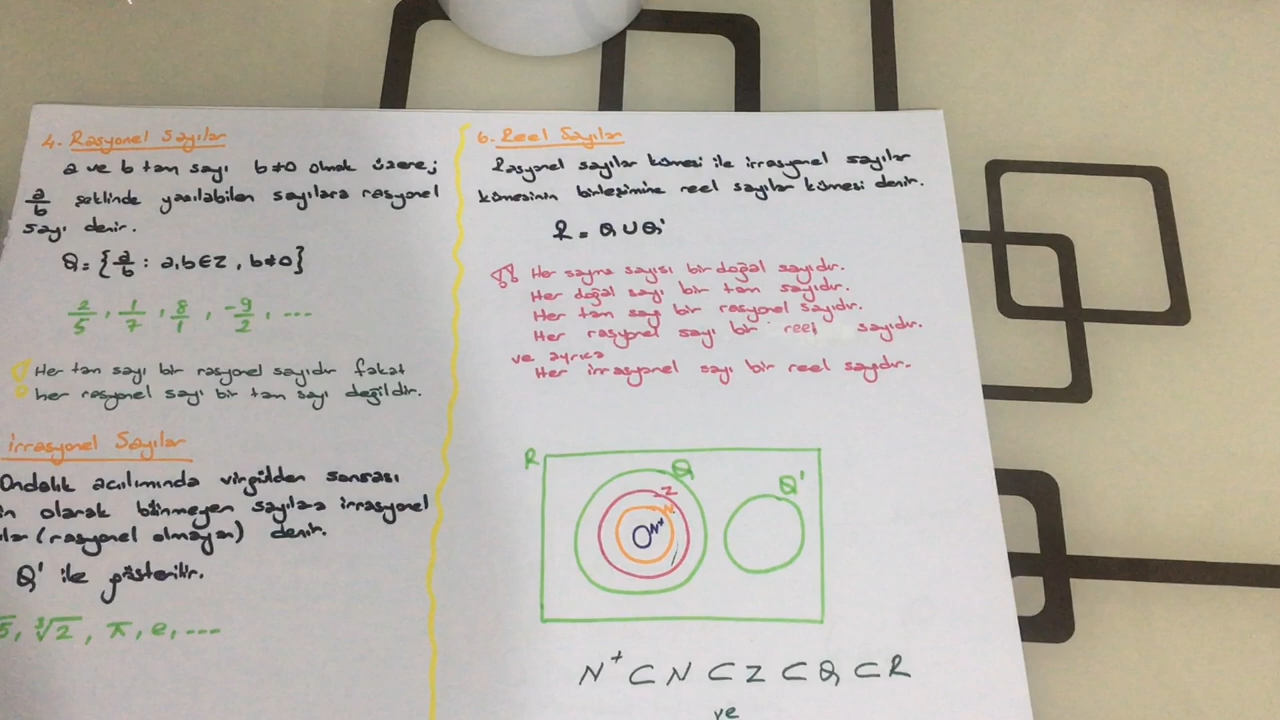 4. Rasyonel Sayılar
a ve b tam sayı b≠0 olmak üzere;
a/b şeklinde yazılabilen sayılara rasyonel
sayı denir.
Q = {a/b : a,b∈Z, b≠0}
2/5, 1/7, 8/1, -9/2, ...
Her tam sayı bir rasyonel sayıdır fakat
her rasyonel sayı bir tam sayı değildir.
irrasyonel Sayılar
Ondalık açılımında virgülden sonrası
olarak bilinmeyen sayılara irrasyonel
lar (rasyonel olmayan) denir.
Q' ile gösterilir.
∛2, π, e, ...
6. Reel Sayılar
Rasyonel sayılar kümesi ile irrasyonel sayılar
kümesinin birleşimine reel sayılar kümesi denir.
R = Q ∪ Q'
Her sayma sayısı bir doğal sayıdır.
Her doğal sayı bir tam sayıdır.
Her tam sayı bir rasyonel sayıdır.
Her rasyonel sayı bir reel sayıdır.
ve ayrıca
Her irrasyonel sayı bir reel sayıdır.
R
Q
Q'
Z
N
N⁺
N⁺ ⊂ N ⊂ Z ⊂ Q ⊂ R
ve